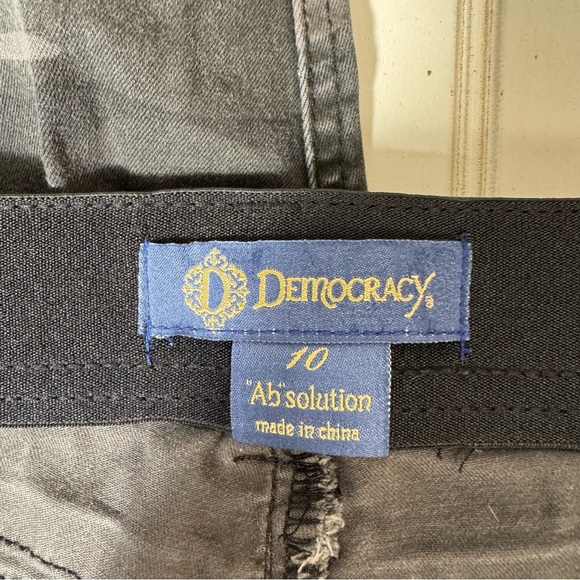 D DEMOCRACY®
10
"Ab"solution
made in china